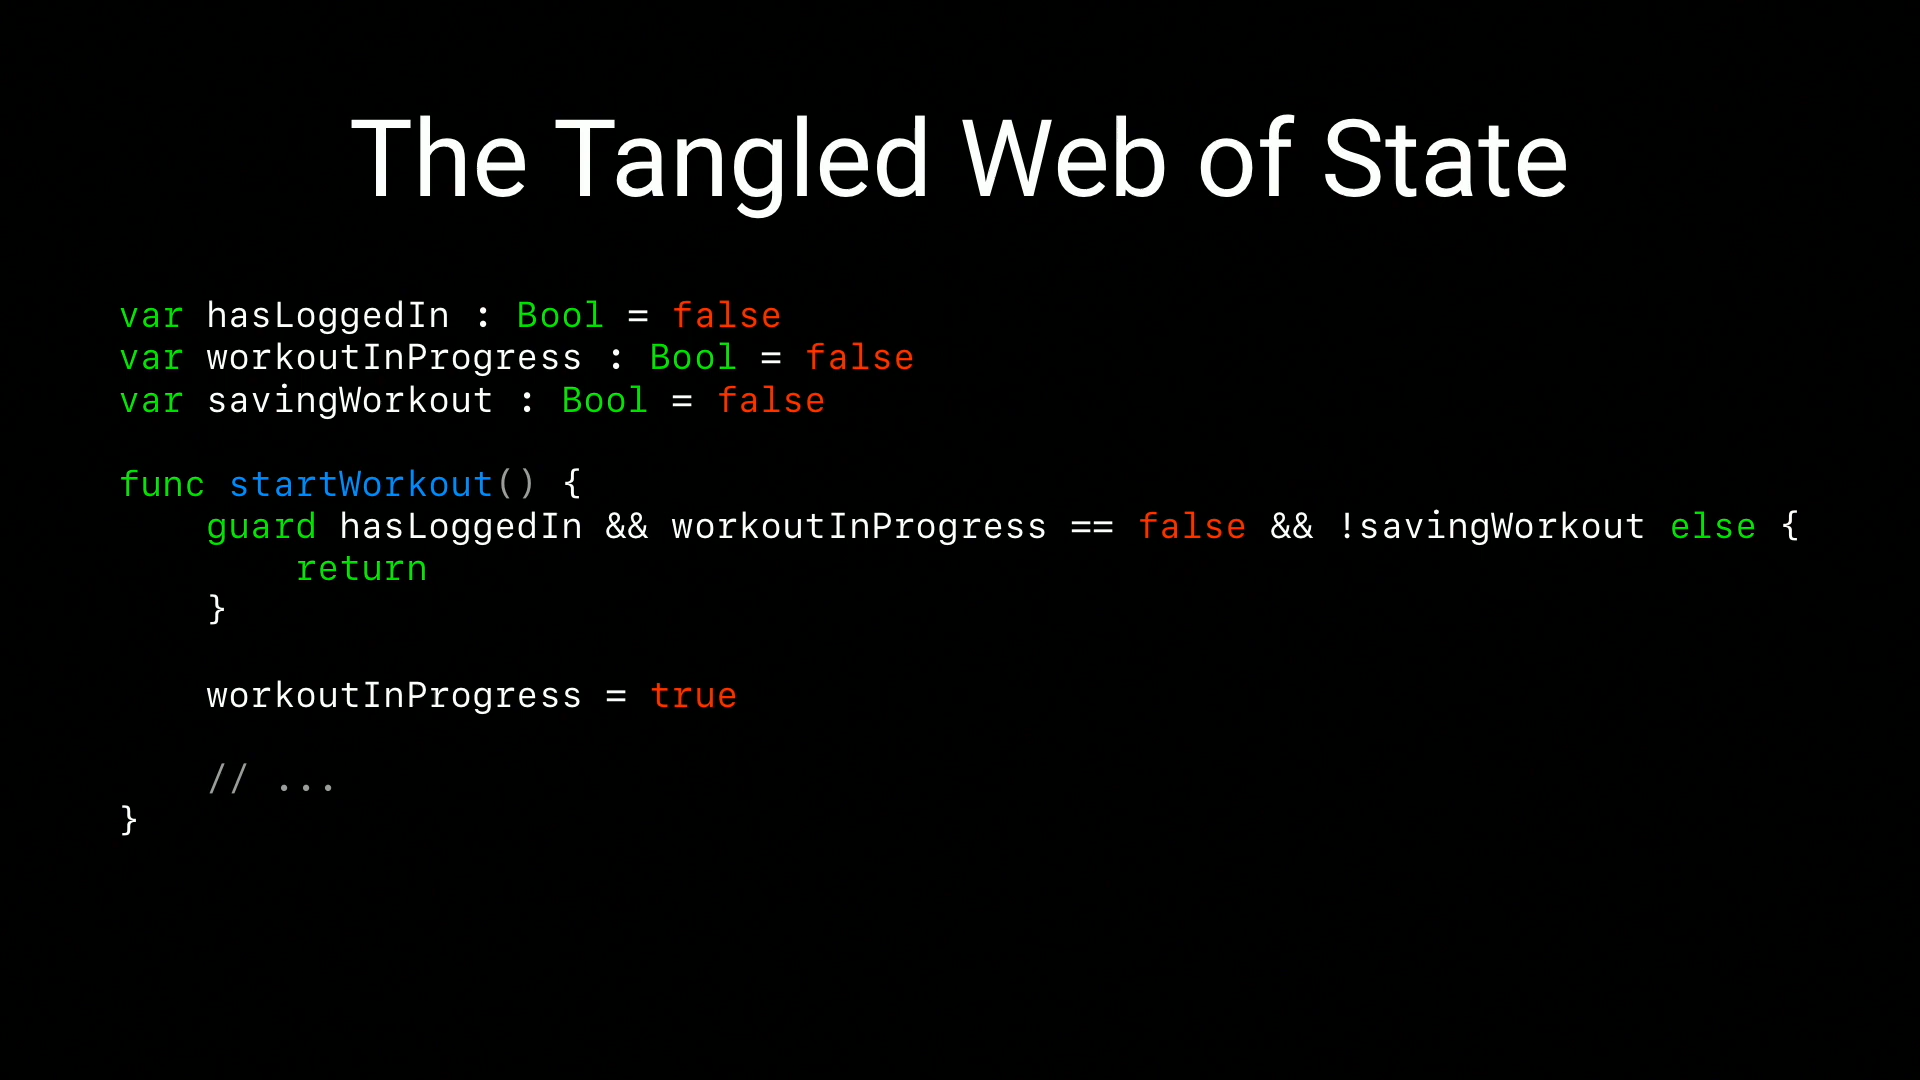 The Tangled Web of State
var hasLoggedIn : Bool = false
var workoutInProgress : Bool = false
var savingWorkout : Bool = false
func startWorkout() {
    guard hasLoggedIn && workoutInProgress == false && !savingWorkout else {
        return
    }
    workoutInProgress = true
    // ...
}